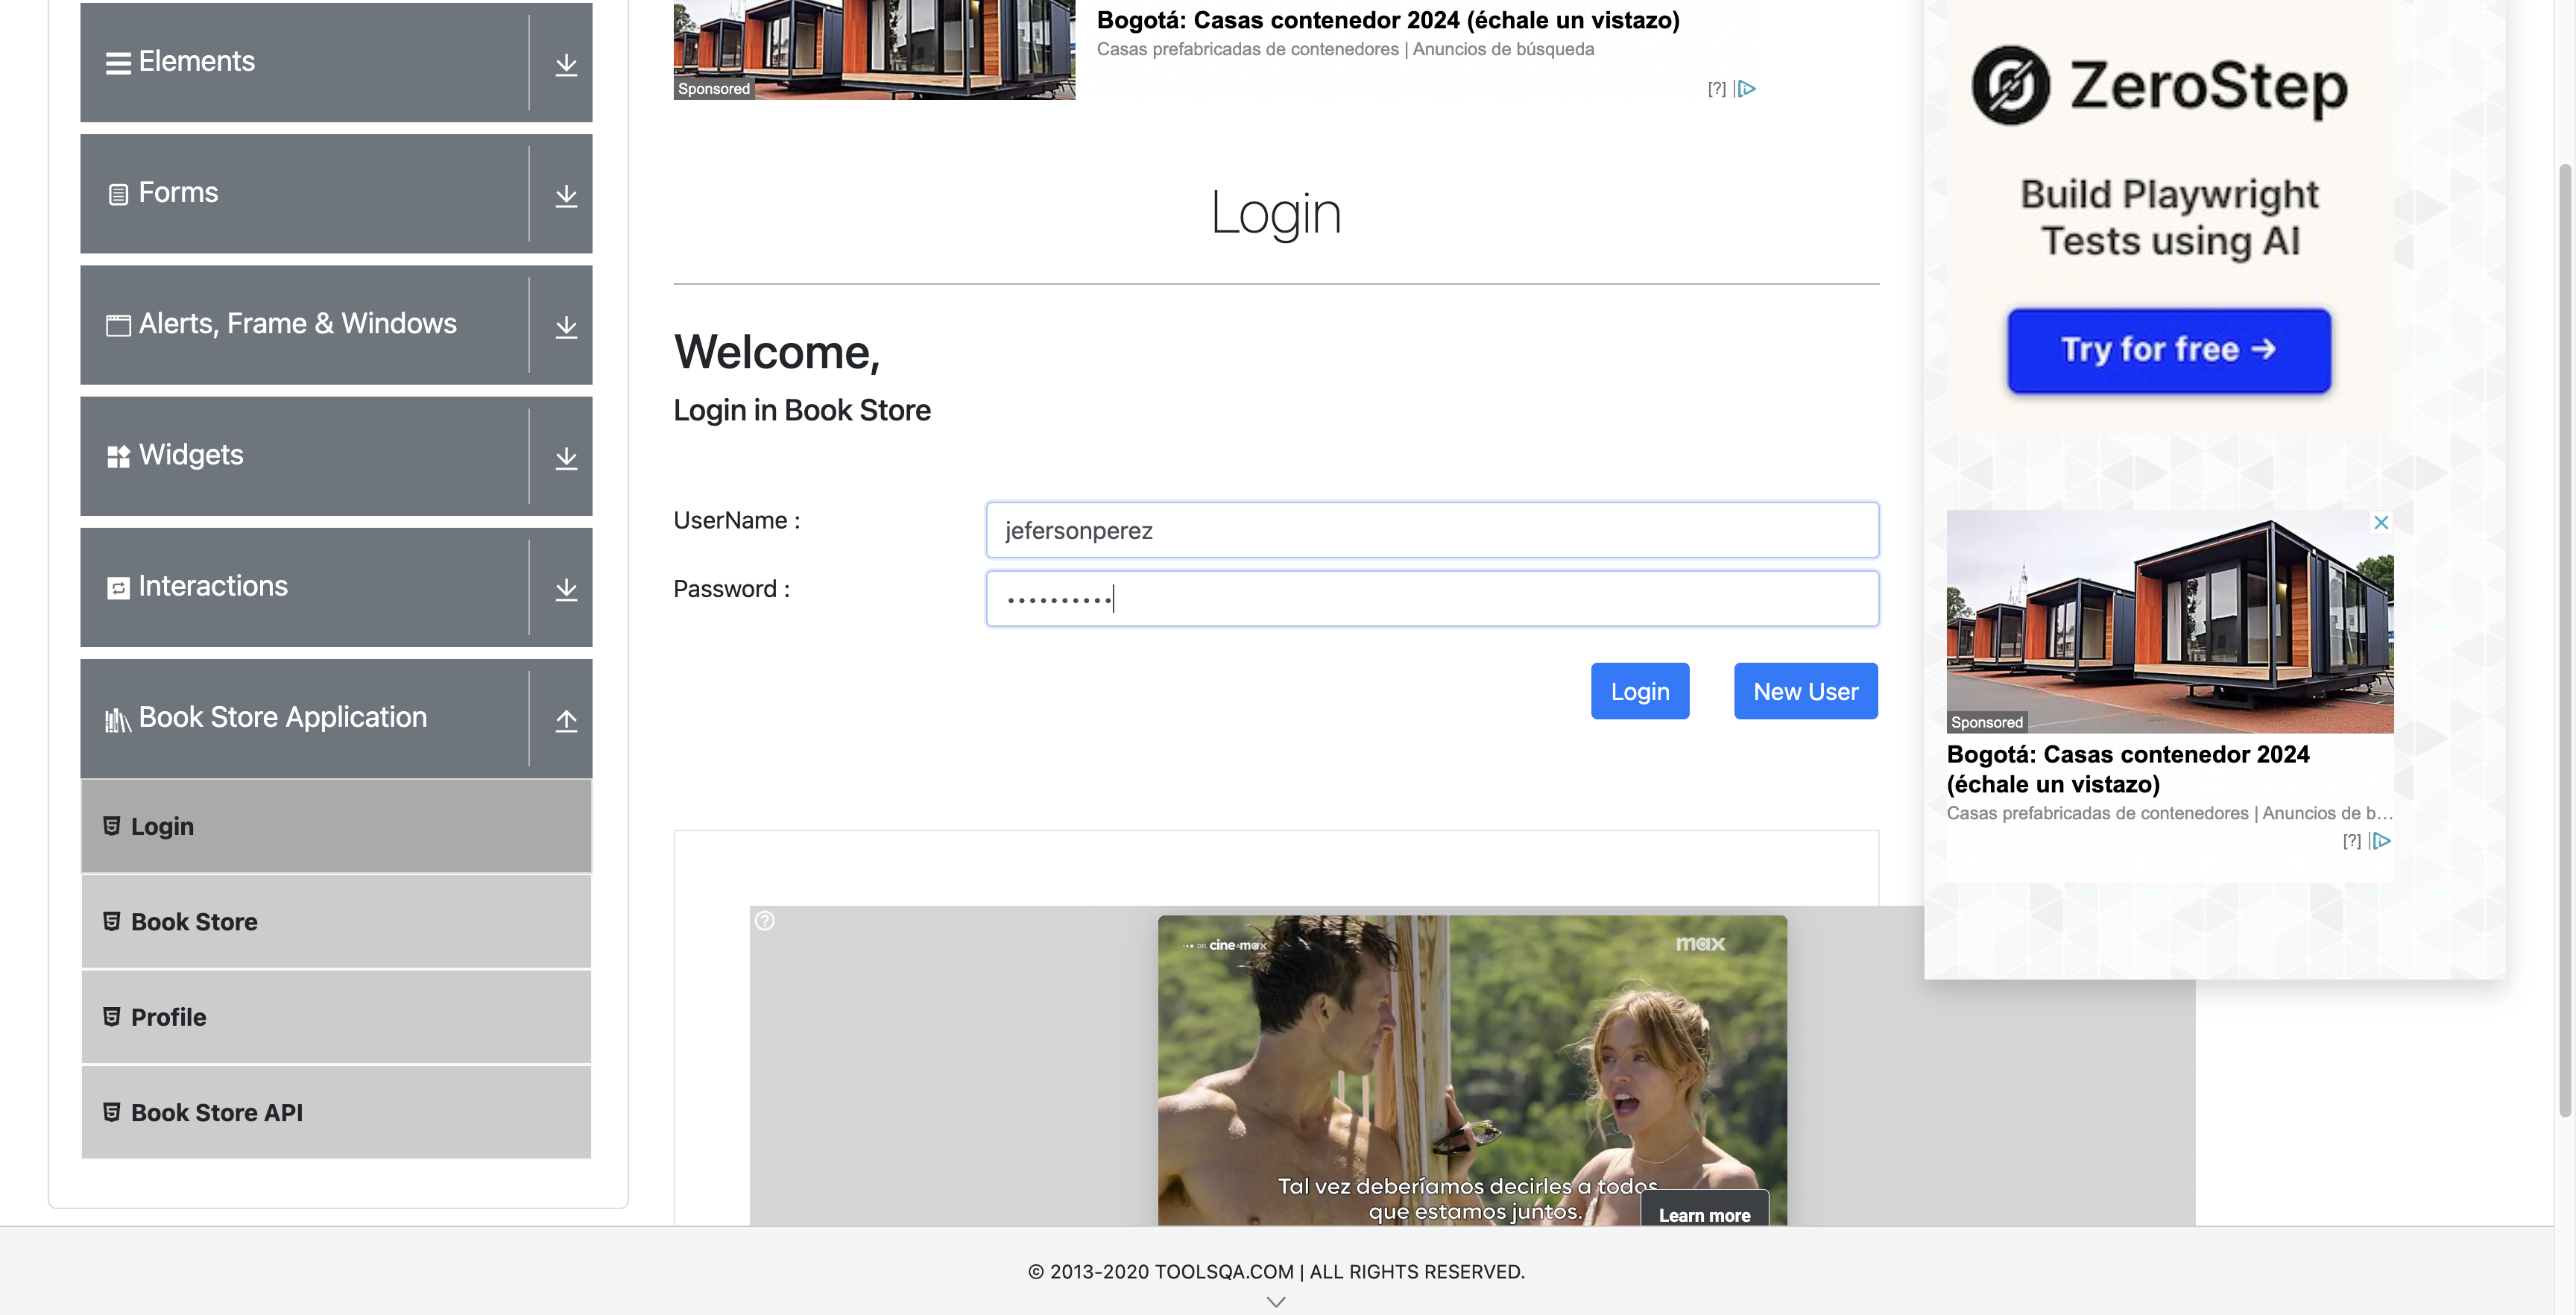 Elements
Forms
Alerts, Frame & Windows
Widgets
Interactions
Book Store Application
Login
Book Store
Profile
Book Store API
Sponsored
Bogotá: Casas contenedor 2024 (échale un vistazo)
Casas prefabricadas de contenedores | Anuncios de búsqueda
[?]
Login
Welcome,
Login in Book Store
UserName :
jefersonperez
Password :
••••••••••
Login
New User
cinemax
max
Tal vez deberíamos decirles a todos
que estamos juntos.
Learn more
ZeroStep
Build Playwright
Tests using AI
Try for free →
Sponsored
Bogotá: Casas contenedor 2024
(échale un vistazo)
Casas prefabricadas de contenedores | Anuncios de b...
[?]
© 2013-2020 TOOLSQA.COM | ALL RIGHTS RESERVED.